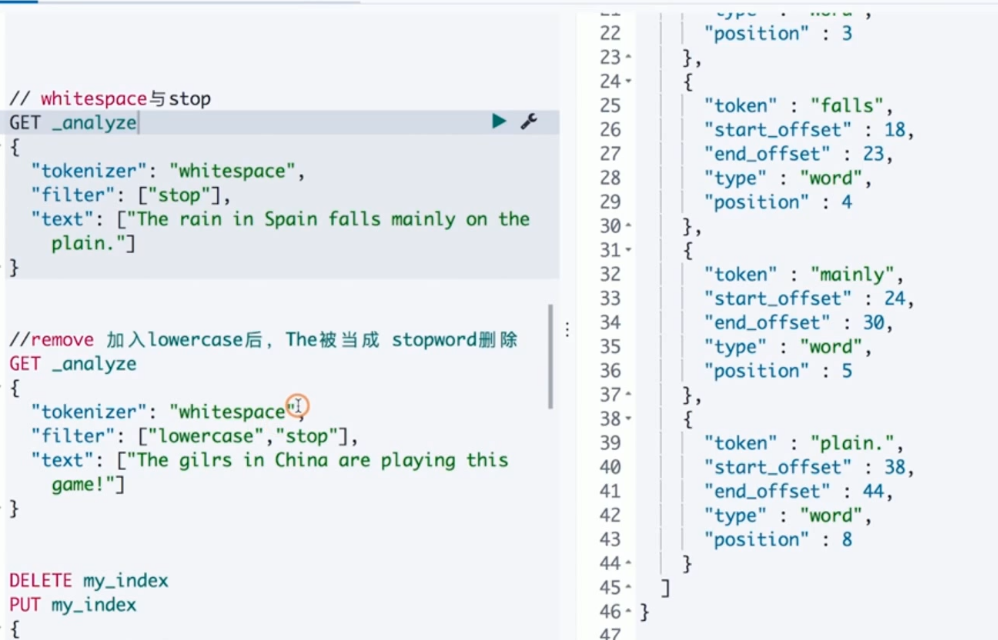 // whitespace与stop
GET _analyze
{
"tokenizer": "whitespace",
"filter": ["stop"],
"text": ["The rain in Spain falls mainly on the
plain."]
}
//remove 加入lowercase后, The被当成 stopword删除
GET _analyze
{
"tokenizer": "whitespace",
"filter": ["lowercase","stop"],
"text": ["The gilrs in China are playing this
game!"]
}
DELETE my_index
PUT my_index
{
21 "type" : "word",
22 "position" : 3
23 },
24 {
25 "token" : "falls",
26 "start_offset" : 18,
27 "end_offset" : 23,
28 "type" : "word",
29 "position" : 4
30 },
31 {
32 "token" : "mainly",
33 "start_offset" : 24,
34 "end_offset" : 30,
35 "type" : "word",
36 "position" : 5
37 },
38 {
39 "token" : "plain.",
40 "start_offset" : 38,
41 "end_offset" : 44,
42 "type" : "word",
43 "position" : 8
44 }
45 ]
46 }
47